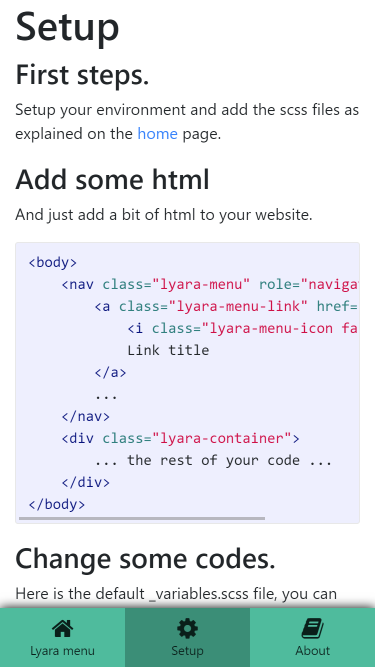 Setup
First steps.
Setup your environment and add the scss files as
explained on the home page.
Add some html
And just add a bit of html to your website.
<body>
    <nav class="lyara-menu" role="naviga
        <a class="lyara-menu-link" href=
            <i class="lyara-menu-icon fa
            Link title
        </a>
        ...
    </nav>
    <div class="lyara-container">
        ... the rest of your code ...
    </div>
</body>
Change some codes.
Here is the default _variables.scss file, you can
Lyara menu
Setup
About